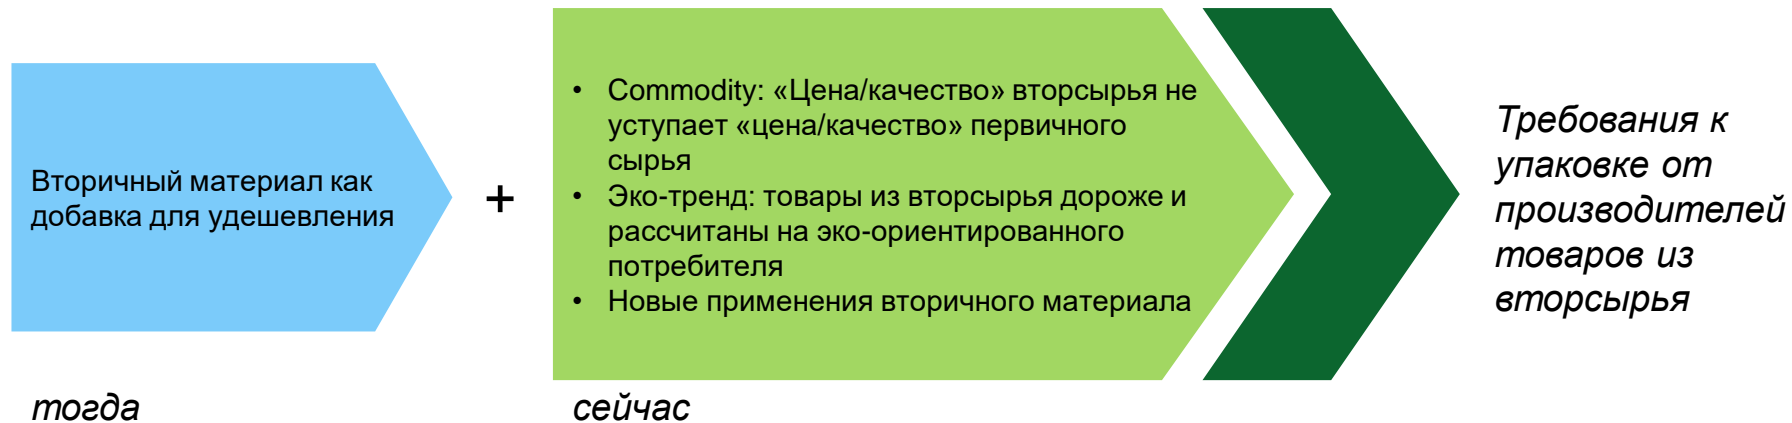 Вторичный материал как
добавка для удешевления
+
• Commodity: «Цена/качество» вторсырья не
уступает «цена/качество» первичного
сырья
• Эко-тренд: товары из вторсырья дороже и
рассчитаны на эко-ориентированного
потребителя
• Новые применения вторичного материала
Требования к
упаковке от
производителей
товаров из
вторсырья
тогда
сейчас